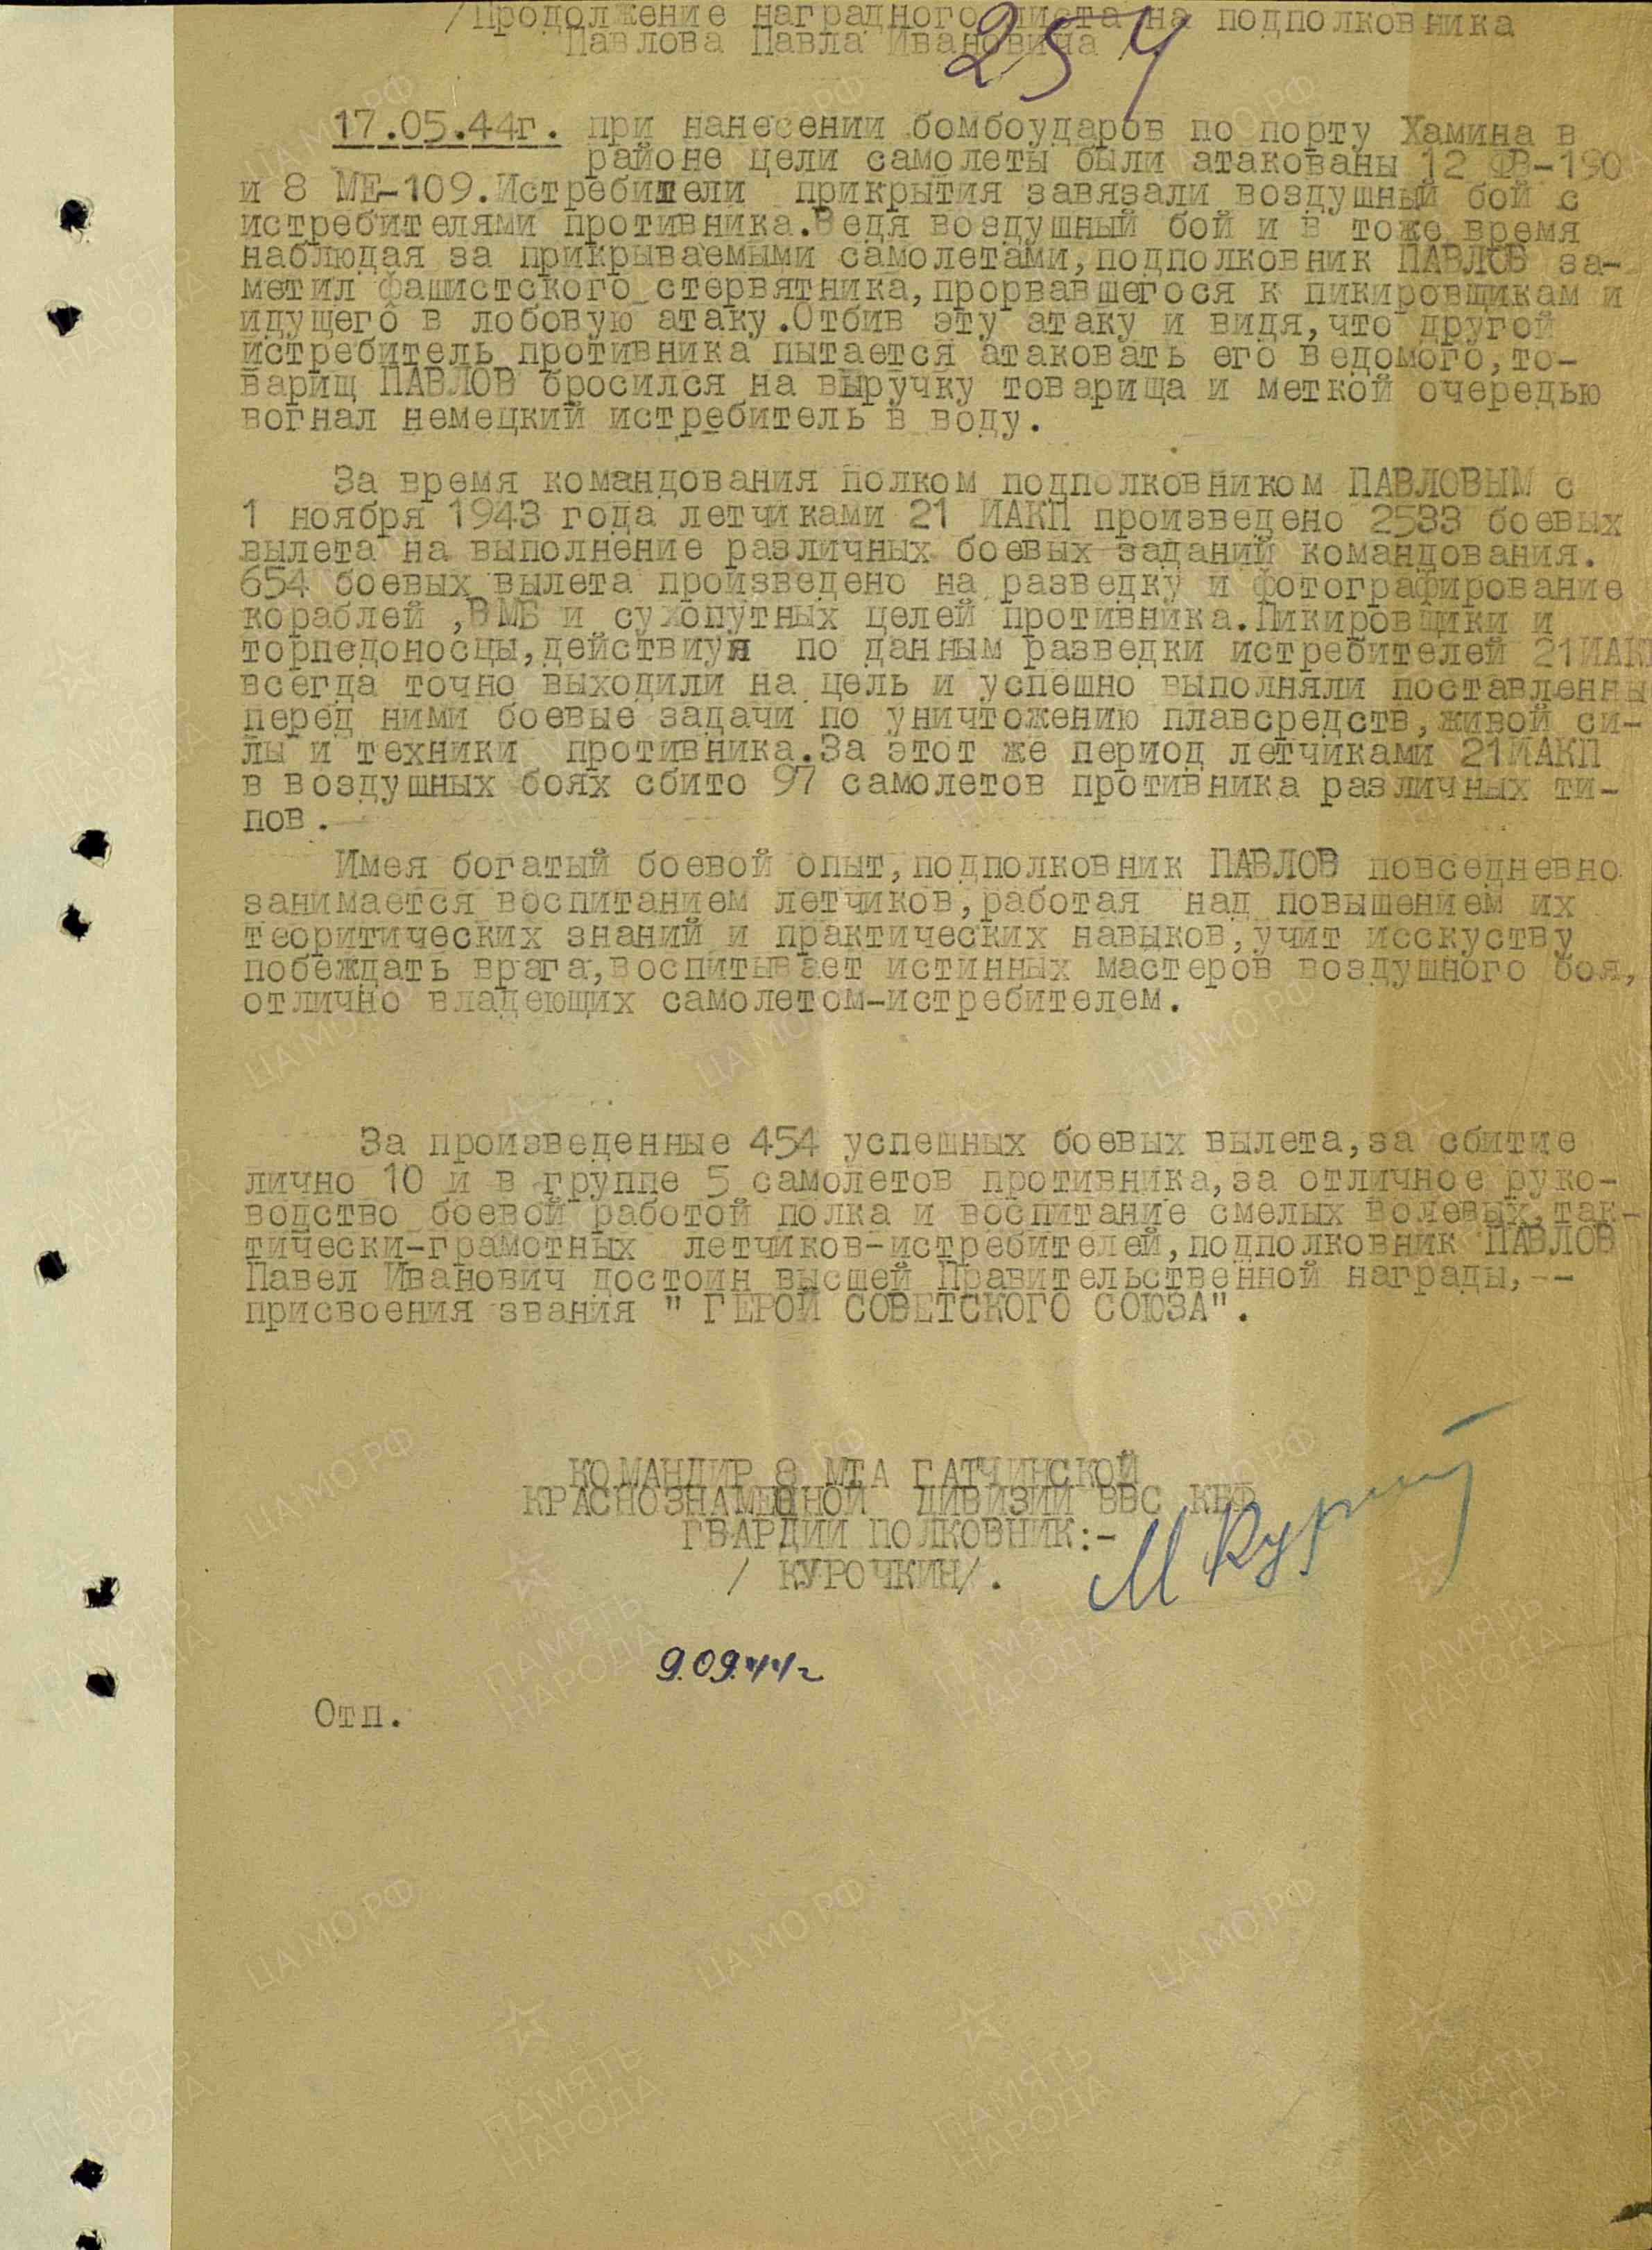 /Продолжение наградного листа на подполковника
Павлова Павла Ивановича
254
17.05.44г. при нанесении бомбоударов по порту Хамина в
районе цели самолеты были атакованы 12 ФВ-190
и 8 МЕ-109.Истребители прикрытия завязали воздушный бой с
истребителями противника.Ведя воздушный бой и в тоже время
наблюдая за прикрываемыми самолетами,подполковник ПАВЛОВ за-
метил фашистского стервятника,прорвавшегося к пикировщикам и
идущего в лобовую атаку.Отбив эту атаку и видя,что другой
истребитель противника пытается атаковать его ведомого,то-
варищ ПАВЛОВ бросился на выручку товарища и меткой очередью
вогнал немецкий истребитель в воду.
За время командования полком подполковником ПАВЛОВЫМ с
1 ноября 1943 года летчиками 21 ИАКП произведено 2533 боевых
вылета на выполнение различных боевых заданий командования.
654 боевых вылета произведено на разведку и фотографирование
кораблей ,ВМБ и сухопутных целей противника.Пикировщики и
торпедоносцы,действиуя по данным разведки истребителей 21ИАКП
всегда точно выходили на цель и успешно выполняли поставленны
перед ними боевые задачи по уничтожению плавсредств,живой си-
лы и техники противника.За этот же период летчиками 21ИАКП
в воздушных боях сбито 97 самолетов противника различных ти-
пов.
Имея богатый боевой опыт,подполковник ПАВЛОВ повседневно
занимается воспитанием летчиков,работая над повышением их
теоритических знаний и практических навыков,учит исскуству
побеждать врага,воспитывает истинных мастеров воздушного боя,
отлично владеющих самолетом-истребителем.
За произведенные 454 успешных боевых вылета,за сбитие
лично 10 и в группе 5 самолетов противника,за отличное руко-
водство боевой работой полка и воспитание смелых волевых,так-
тически-грамотных летчиков-истребителей,подполковник ПАВЛОВ
Павел Иванович достоин высшей Правительственной награды,--
присвоения звания " ГЕРОЙ СОВЕТСКОГО СОЮЗА".
КОМАНДИР 8 МТА ГАТЧИНСКОЙ
КРАСНОЗНАМЕННОЙ ДИВИЗИИ ВВС КБФ
ГВАРДИИ ПОЛКОВНИК:-
/ КУРОЧКИН/.
9.09.44г
Отп.